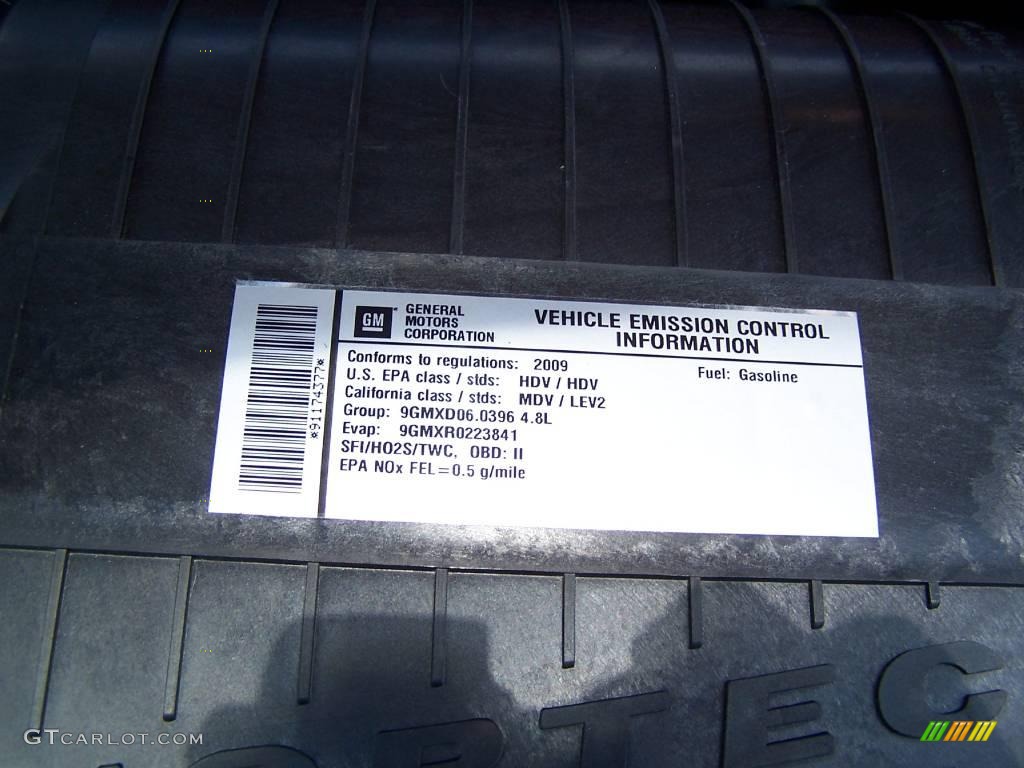 GM
GENERAL
MOTORS
CORPORATION
VEHICLE EMISSION CONTROL
INFORMATION
Conforms to regulations: 2009
Fuel: Gasoline
U.S. EPA class / stds: HDV / HDV
California class / stds: MDV / LEV2
Group: 9GMXD06.0396 4.8L
Evap: 9GMXR0223841
SFI/HO2S/TWC, OBD: II
EPA NOx FEL=0.5 g/mile
*91174377*
ORTEC
GTCARLOT.COM